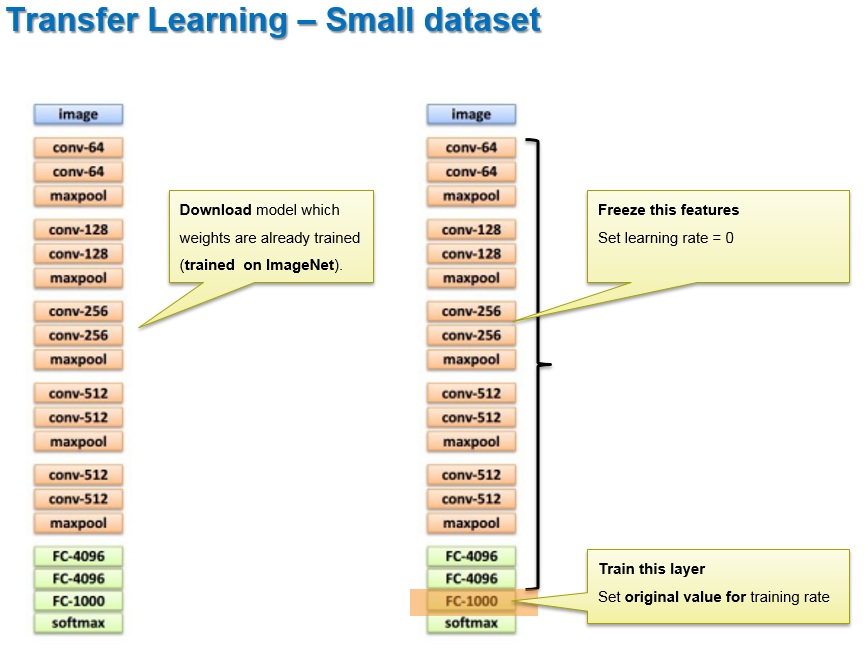 Transfer Learning – Small dataset
image
conv-64
conv-64
maxpool
conv-128
conv-128
maxpool
conv-256
conv-256
maxpool
conv-512
conv-512
maxpool
conv-512
conv-512
maxpool
FC-4096
FC-4096
FC-1000
softmax
Download model which
weights are already trained
(trained on ImageNet).
image
conv-64
conv-64
maxpool
conv-128
conv-128
maxpool
conv-256
conv-256
maxpool
conv-512
conv-512
maxpool
conv-512
conv-512
maxpool
FC-4096
FC-4096
FC-1000
softmax
Freeze this features
Set learning rate = 0
Train this layer
Set original value for training rate